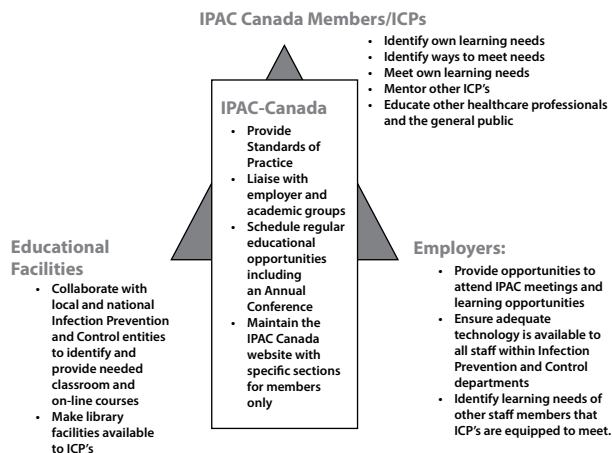 IPAC Canada Members/ICPs
• Identify own learning needs
• Identify ways to meet needs
• Meet own learning needs
• Mentor other ICP's
• Educate other healthcare professionals
and the general public
IPAC-Canada
• Provide
Standards of
Practice
• Liaise with
employer and
academic groups
• Schedule regular
educational
opportunities
including
an Annual
Conference
• Maintain the
IPAC Canada
website with
specific sections
for members
only
Educational
Facilities
• Collaborate with
local and national
Infection Prevention
and Control entities
to identify and
provide needed
classroom and
on-line courses
• Make library
facilities available
to ICP's
Employers:
• Provide opportunities to
attend IPAC meetings and
learning opportunities
• Ensure adequate
technology is available to
all staff within Infection
Prevention and Control
departments
• Identify learning needs of
other staff members that
ICP's are equipped to meet.